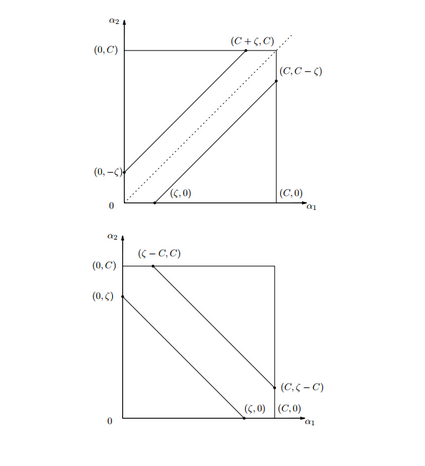 α₂
(0, C)
(C + ζ, C)
(C, C − ζ)
(0, −ζ)
(ζ, 0)
(C, 0)
0
α₁
α₂
(ζ − C, C)
(0, C)
(0, ζ)
(C, ζ − C)
(ζ, 0)
(C, 0)
0
α₁